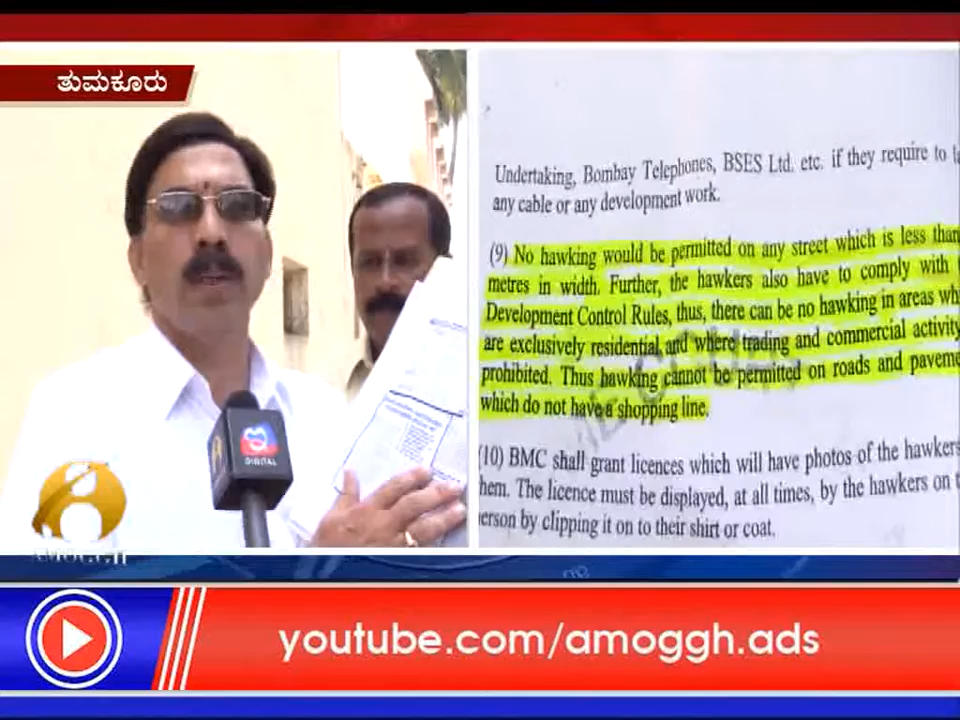 ತುಮಕೂರು
DIGITAL
Undertaking, Bombay Telephones, BSES Ltd. etc. if they require to
any cable or any development work.
(9) No hawking would be permitted on any street which is less than
metres in width. Further, the hawkers also have to comply with
Development Control Rules, thus, there can be no hawking in areas
are exclusively residential and where trading and commercial activity
prohibited. Thus hawking cannot be permitted on roads and
which do not have a shopping line.
(10) BMC shall grant licences which will have photos of the hawkers
The licence must be displayed, at all times, by the hawkers on
by clipping it on to their shirt or coat.
youtube.com/amoggh.ads